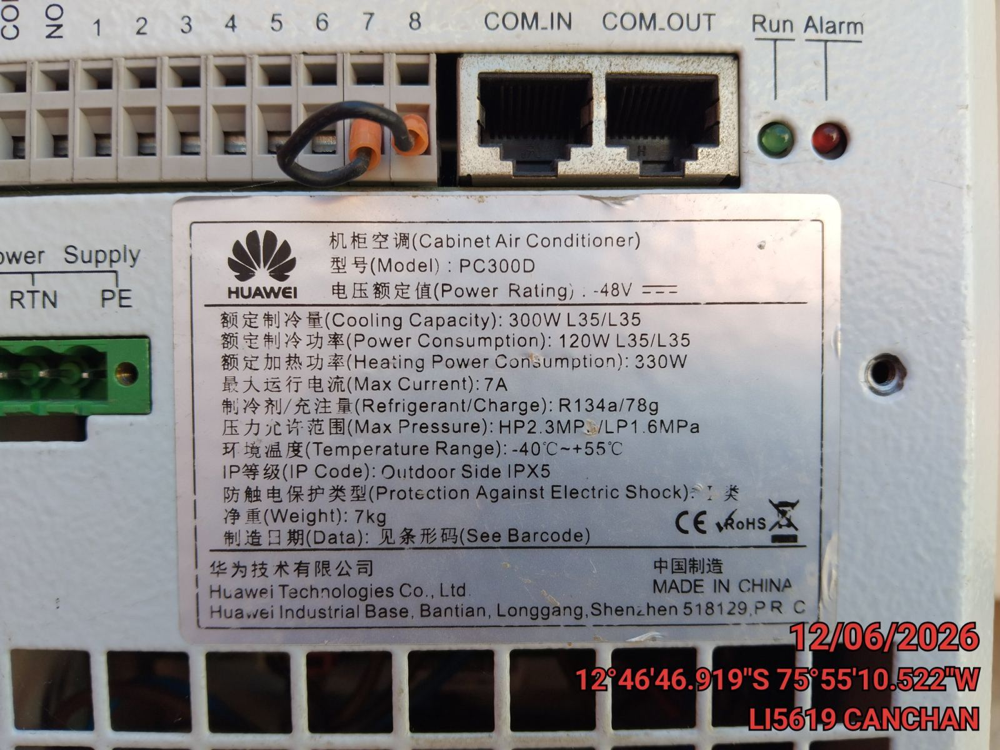 NO 1 2 3 4 5 6 7 8 COM_IN COM_OUT Run Alarm
Supply
RTN PE
HUAWEI
机柜空调(Cabinet Air Conditioner)
型号(Model) : PC300D
电压额定值(Power Rating) : -48V
额定制冷量(Cooling Capacity): 300W L35/L35
额定制冷功率(Power Consumption): 120W L35/L35
额定加热功率(Heating Power Consumption): 330W
最大运行电流(Max Current): 7A
制冷剂/充注量(Refrigerant/Charge): R134a/78g
压力允许范围(Max Pressure): HP2.3MPa/LP1.6MPa
环境温度(Temperature Range): -40℃~+55℃
IP等级(IP Code): Outdoor Side IPX5
防触电保护类型(Protection Against Electric Shock): I 类
净重(Weight): 7kg
制造日期(Data): 见条形码(See Barcode)
CE RoHS
华为技术有限公司
Huawei Technologies Co., Ltd.
Huawei Industrial Base, Bantian, Longgang,Shenzhen 518129,P R C
中国制造
MADE IN CHINA
12/06/2026
12°46'46.919"S 75°55'10.522"W
LI5619 CANCHAN